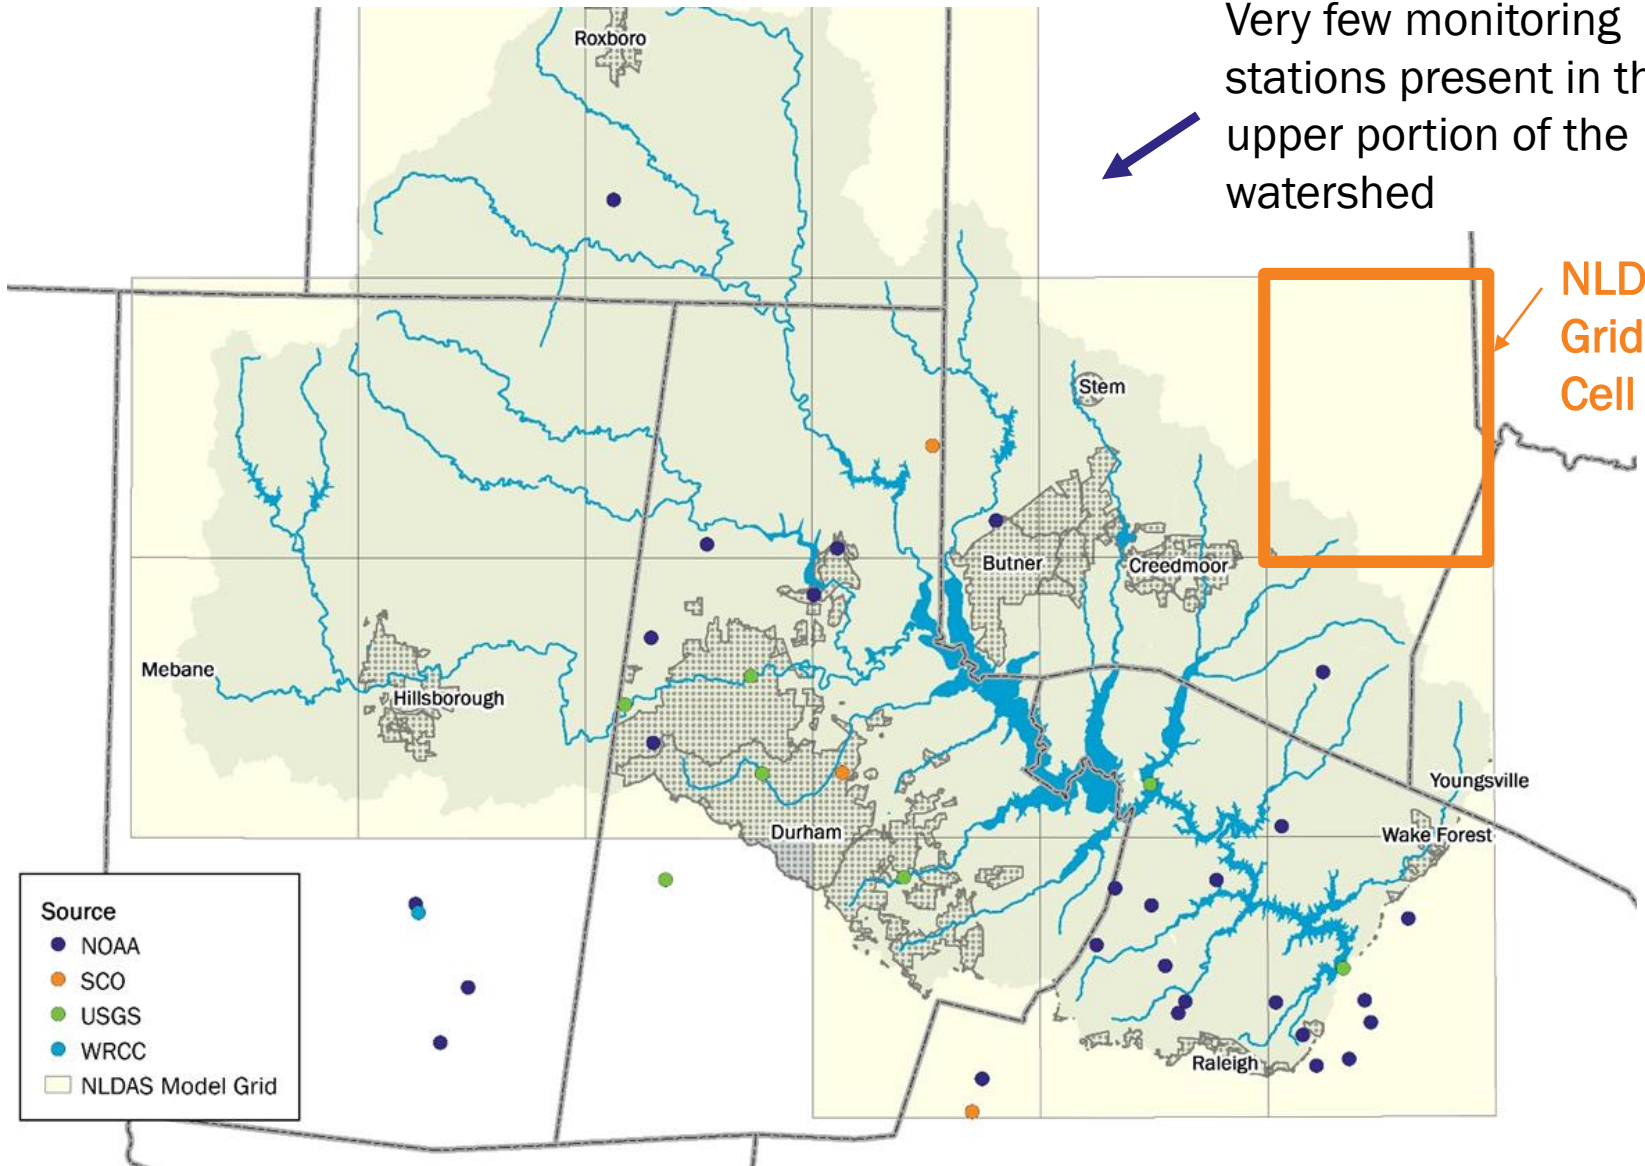 Very few monitoring
stations present in th
upper portion of the
watershed
Roxboro
NLD
Grid
Cell
Stem
Butner
Creedmoor
Mebane
Hillsborough
Youngsville
Durham
Wake Forest
Raleigh
Source
NOAA
SCO
USGS
WRCC
NLDAS Model Grid